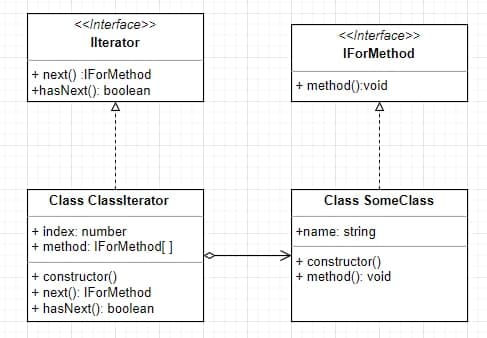 <<Interface>>
IIterator
+ next() :IForMethod
+hasNext(): boolean
<<Interface>>
IForMethod
+ method():void
Class ClassIterator
+ index: number
+ method: IForMethod[ ]
+ constructor()
+ next(): IForMethod
+ hasNext(): boolean
Class SomeClass
+name: string
+ constructor()
+ method(): void